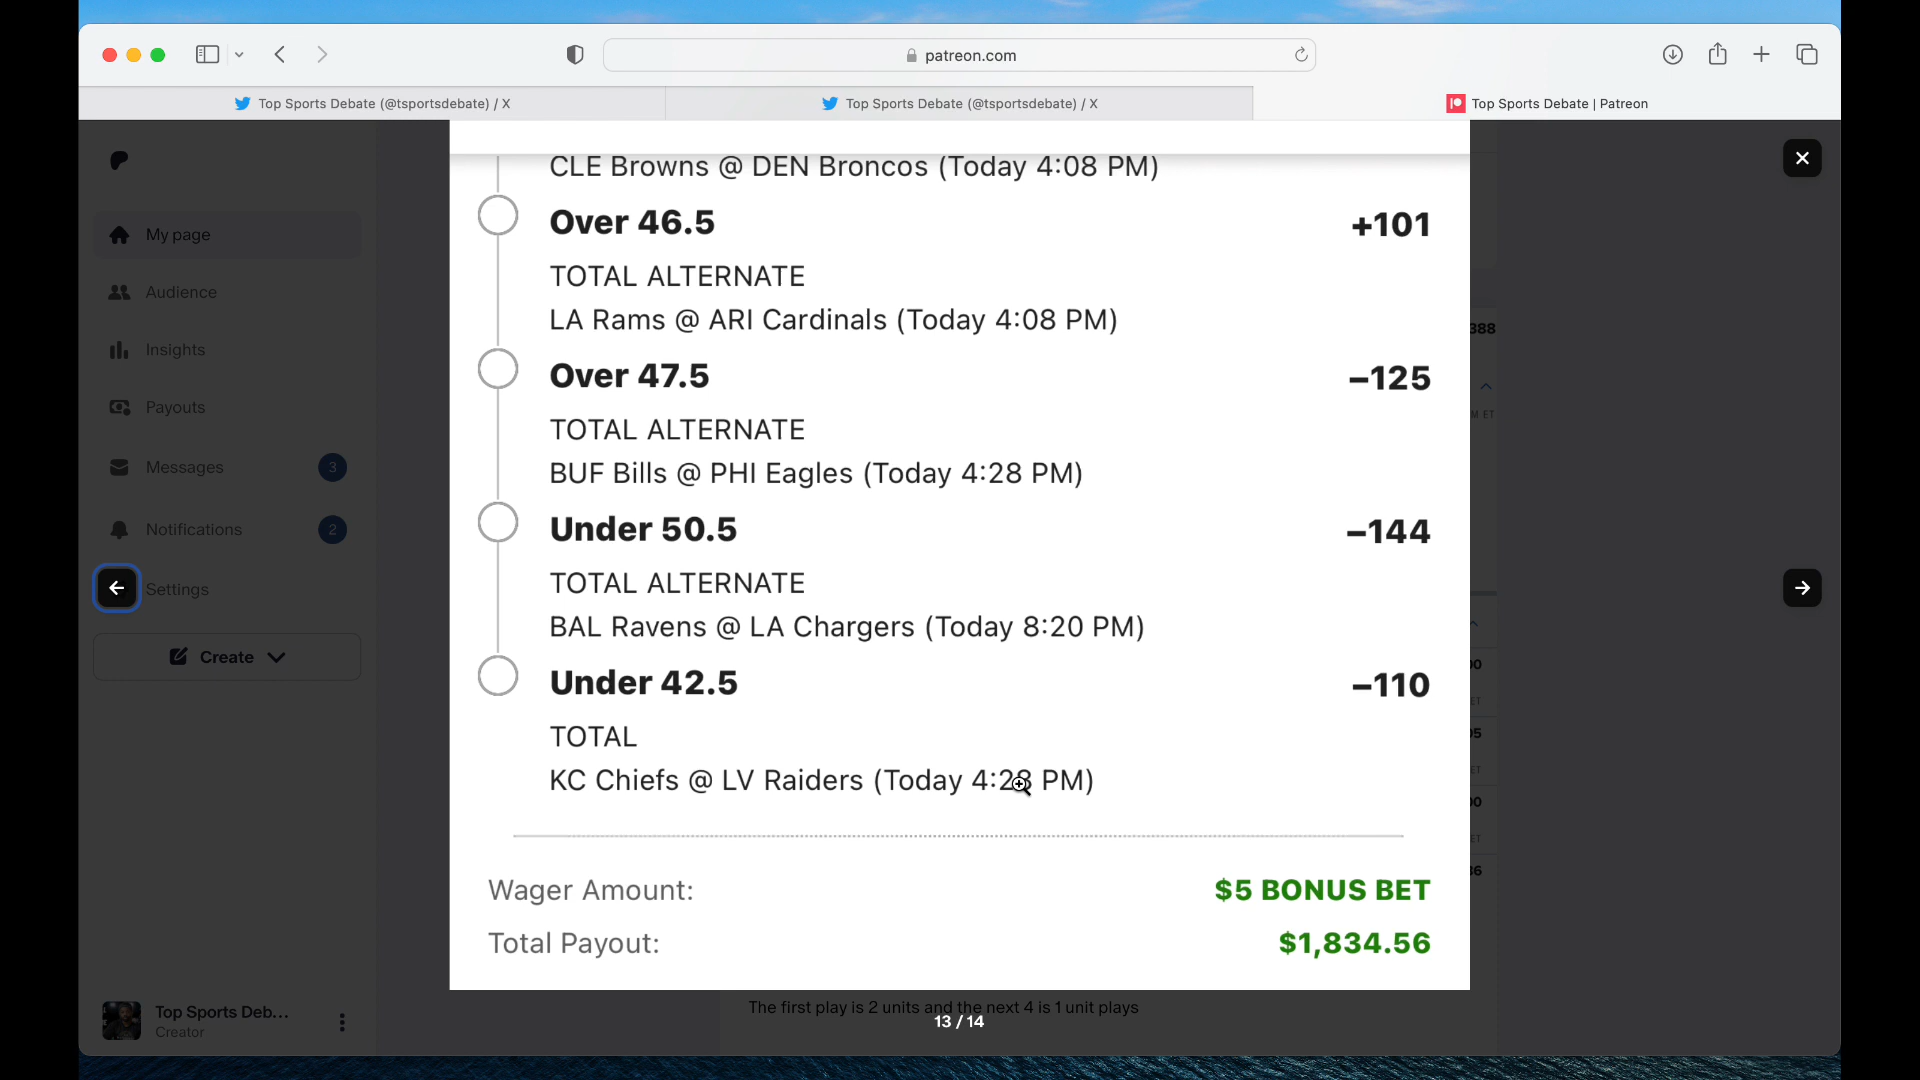 patreon.com
Top Sports Debate (@tsportsdebate) / X
Top Sports Debate (@tsportsdebate) / X
Top Sports Debate | Patreon
My page
Audience
Insights
Payouts
Messages 3
Notifications 2
Settings
Create
Top Sports Deb...
Creator
CLE Browns @ DEN Broncos (Today 4:08 PM)
Over 46.5 +101
TOTAL ALTERNATE
LA Rams @ ARI Cardinals (Today 4:08 PM)
Over 47.5 −125
TOTAL ALTERNATE
BUF Bills @ PHI Eagles (Today 4:28 PM)
Under 50.5 −144
TOTAL ALTERNATE
BAL Ravens @ LA Chargers (Today 8:20 PM)
Under 42.5 −110
TOTAL
KC Chiefs @ LV Raiders (Today 4:28 PM)
Wager Amount: $5 BONUS BET
Total Payout: $1,834.56
The first play is 2 units and the next 4 is 1 unit plays
13 / 14
388
M ET
ET
ET
ET